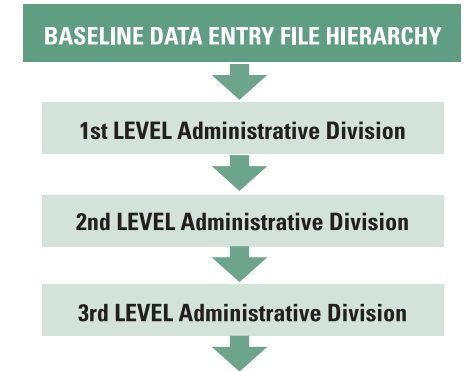 BASELINE DATA ENTRY FILE HIERARCHY
1st LEVEL Administrative Division
2nd LEVEL Administrative Division
3rd LEVEL Administrative Division